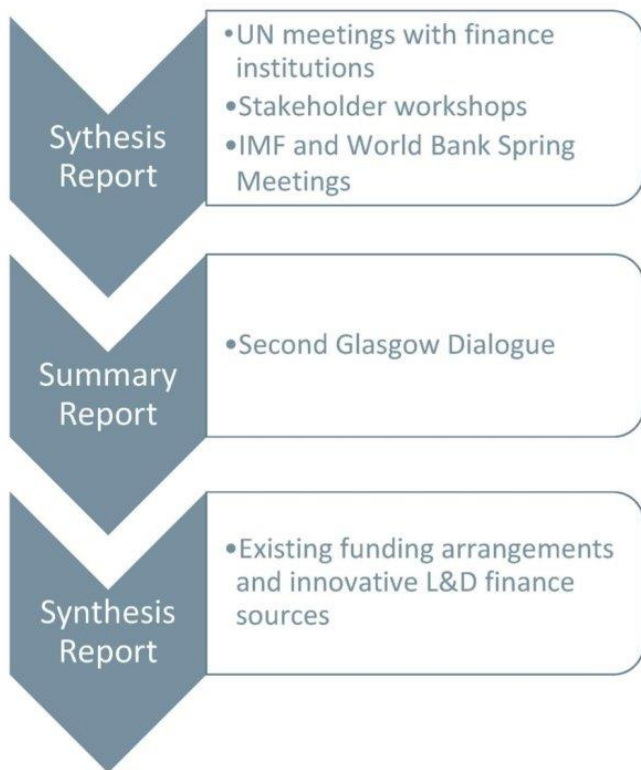 Sythesis
Report
•UN meetings with finance
institutions
•Stakeholder workshops
•IMF and World Bank Spring
Meetings
Summary
Report
•Second Glasgow Dialogue
Synthesis
Report
•Existing funding arrangements
and innovative L&D finance
sources